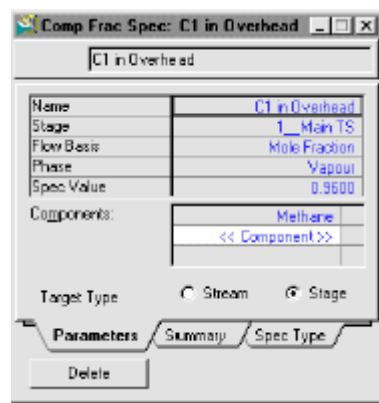 Comp Frac Spec: C1 in Overhead
C1 in Overhead
Name C1 in Overhead
Stage 1__Main TS
Flow Basis Mole Fraction
Phase Vapour
Spec Value 0.9600
Components: Methane
<< Component >>
Target Type Stream Stage
Parameters Summary Spec Type
Delete